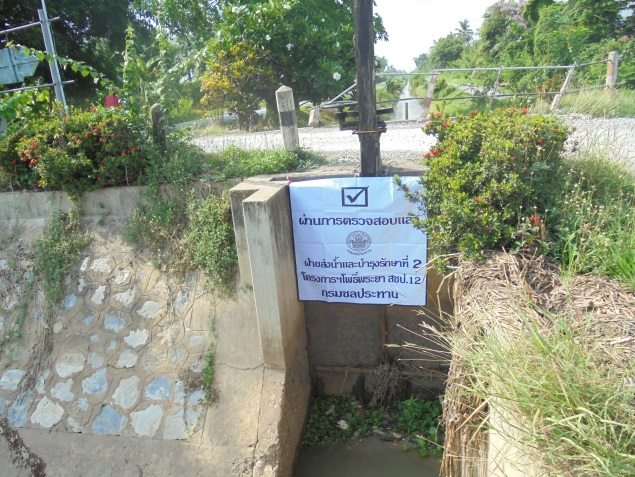 ผ่านการตรวจสอบแล
ฝ่ายส่งน้ำและบำรุงรักษาที่ 2
โครงการฯโพธิ์พระยา สชป.12
กรมชลประทาน